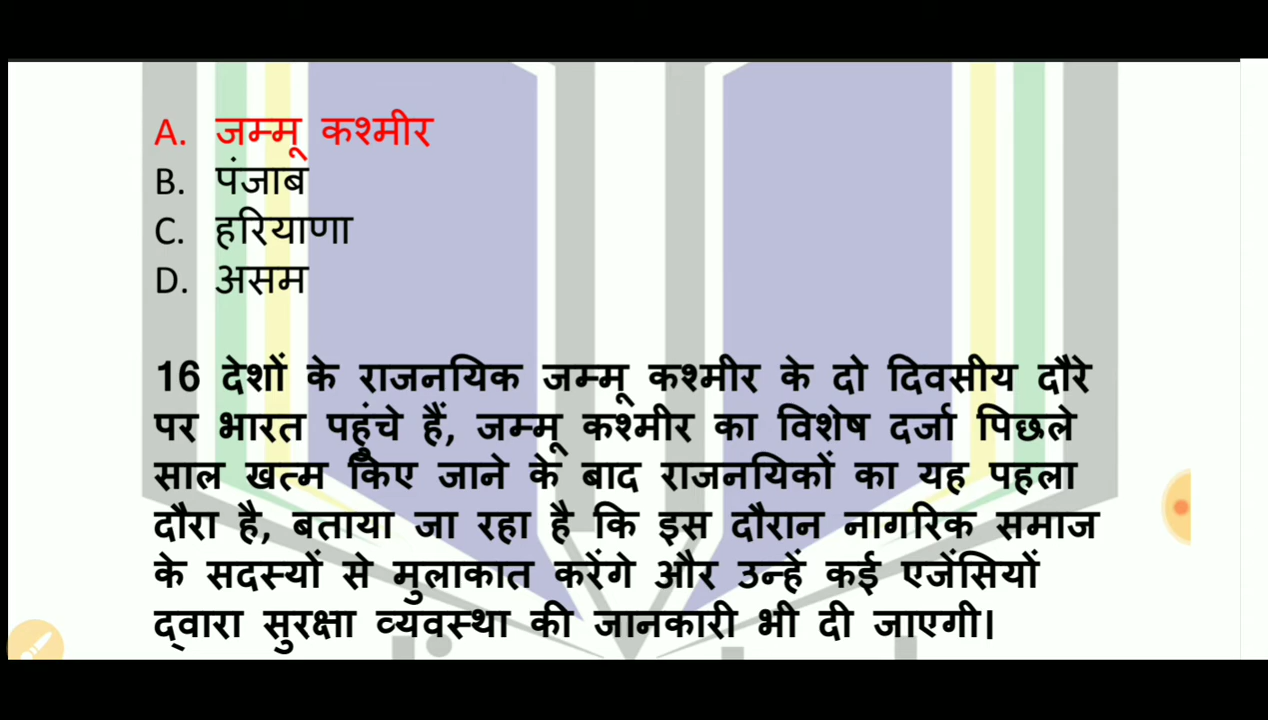 A. जम्मू कश्मीर
B. पंजाब
C. हरियाणा
D. असम
16 देशों के राजनयिक जम्मू कश्मीर के दो दिवसीय दौरे
पर भारत पहुंचे हैं, जम्मू कश्मीर का विशेष दर्जा पिछले
साल खत्म किए जाने के बाद राजनयिकों का यह पहला
दौरा है, बताया जा रहा है कि इस दौरान नागरिक समाज
के सदस्यों से मुलाकात करेंगे और उन्हें कई एजेंसियों
द्वारा सुरक्षा व्यवस्था की जानकारी भी दी जाएगी।